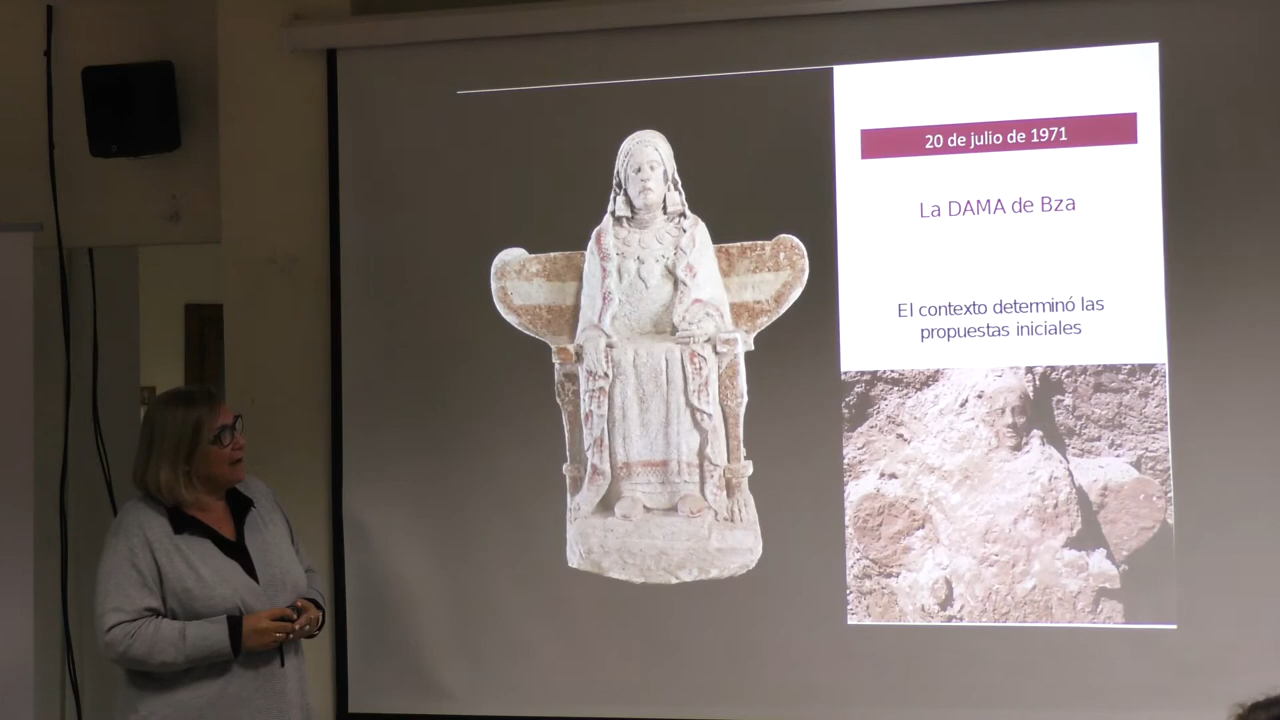 20 de julio de 1971
La DAMA de Bza
El contexto determinó las
propuestas iniciales